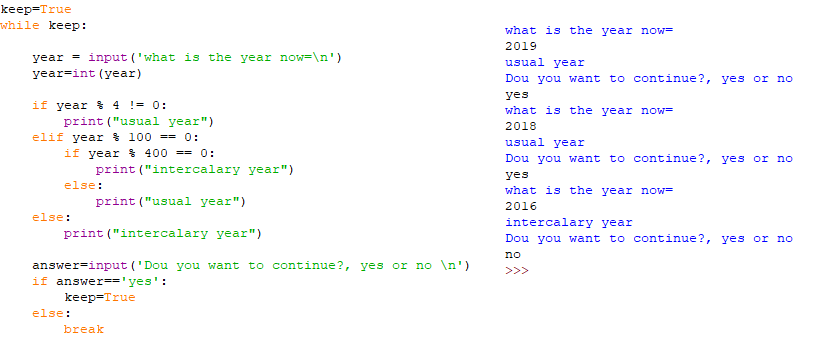 keep=True
while keep:
year = input('what is the year now=\n')
year=int(year)
if year % 4 != 0:
print("usual year")
elif year % 100 == 0:
if year % 400 == 0:
print("intercalary year")
else:
print("usual year")
else:
print("intercalary year")
answer=input('Dou you want to continue?, yes or no \n')
if answer=='yes':
keep=True
else:
break
what is the year now=
2019
usual year
Dou you want to continue?, yes or no
yes
what is the year now=
2018
usual year
Dou you want to continue?, yes or no
yes
what is the year now=
2016
intercalary year
Dou you want to continue?, yes or no
no
>>>